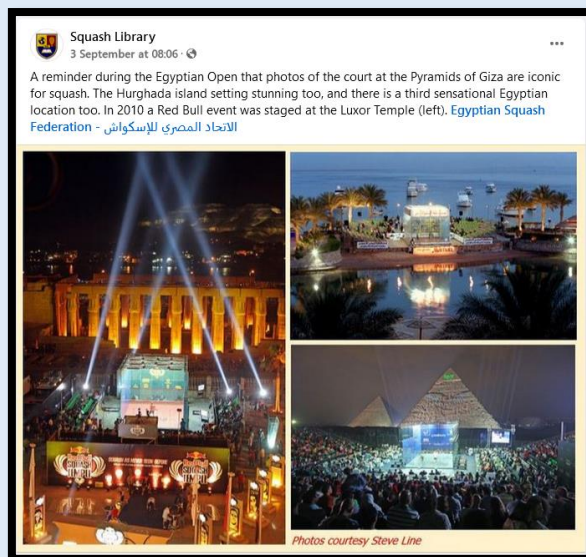 Squash Library
3 September at 08:06 ·
A reminder during the Egyptian Open that photos of the court at the Pyramids of Giza are iconic
for squash. The Hurghada island setting stunning too, and there is a third sensational Egyptian
location too. In 2010 a Red Bull event was staged at the Luxor Temple (left). Egyptian Squash
Federation - الاتحاد المصري للإسكواش
Photos courtesy Steve Line